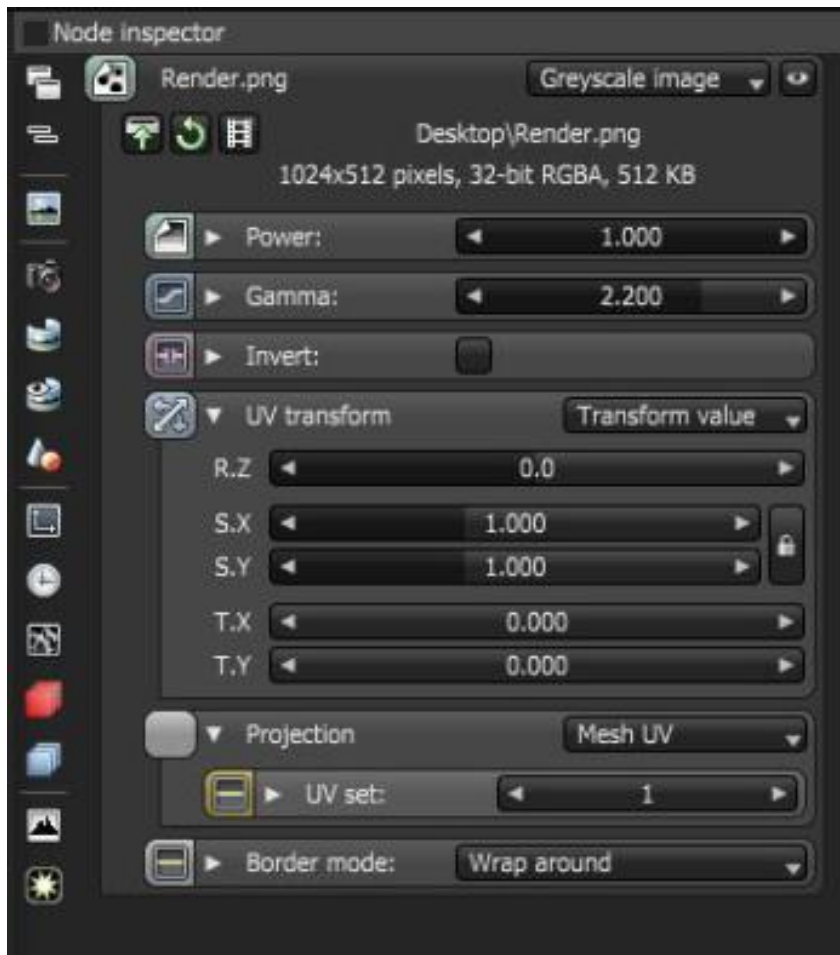 Node inspector
Render.png Greyscale image
Desktop\Render.png
1024x512 pixels, 32-bit RGBA, 512 KB
Power: 1.000
Gamma: 2.200
Invert:
UV transform Transform value
R.Z 0.0
S.X 1.000
S.Y 1.000
T.X 0.000
T.Y 0.000
Projection Mesh UV
UV set: 1
Border mode: Wrap around